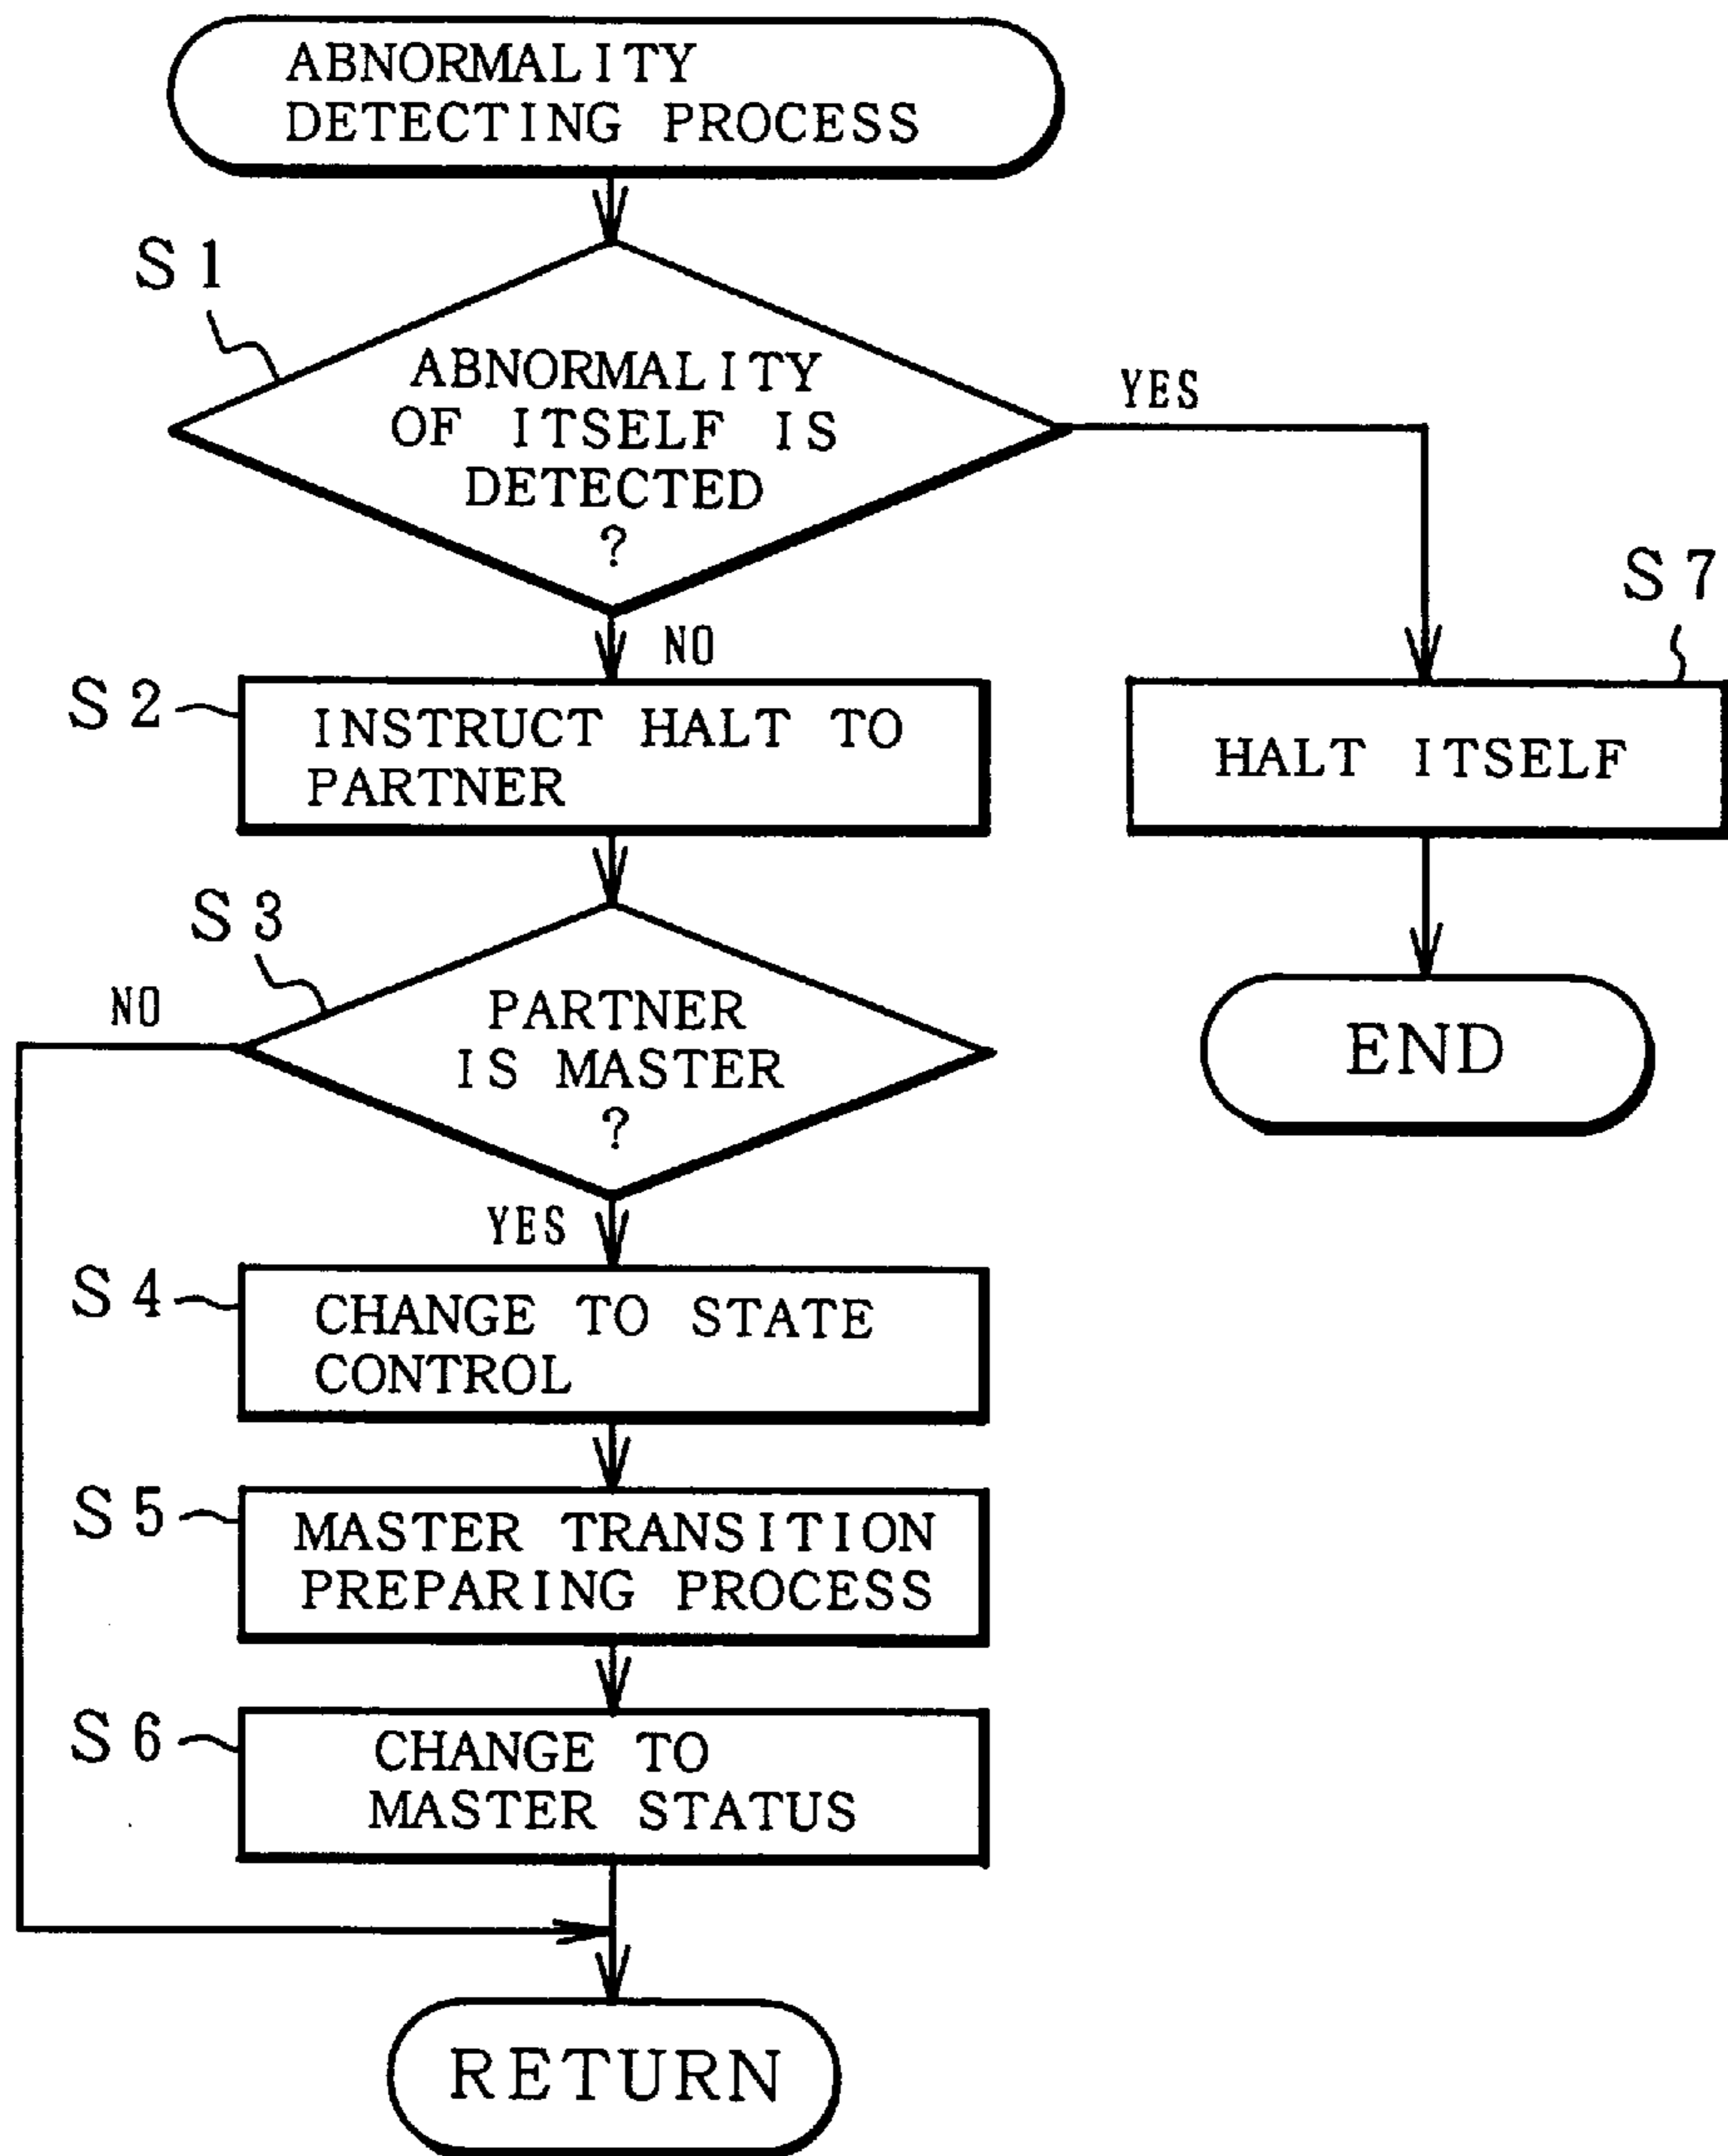 ABNORMALITY
DETECTING PROCESS
S1
ABNORMALITY
OF ITSELF IS
DETECTED
?
YES
NO
S7
S2
INSTRUCT HALT TO
PARTNER
HALT ITSELF
S3
NO
PARTNER
IS MASTER
?
END
YES
S4
CHANGE TO STATE
CONTROL
S5
MASTER TRANSITION
PREPARING PROCESS
S6
CHANGE TO
MASTER STATUS
RETURN